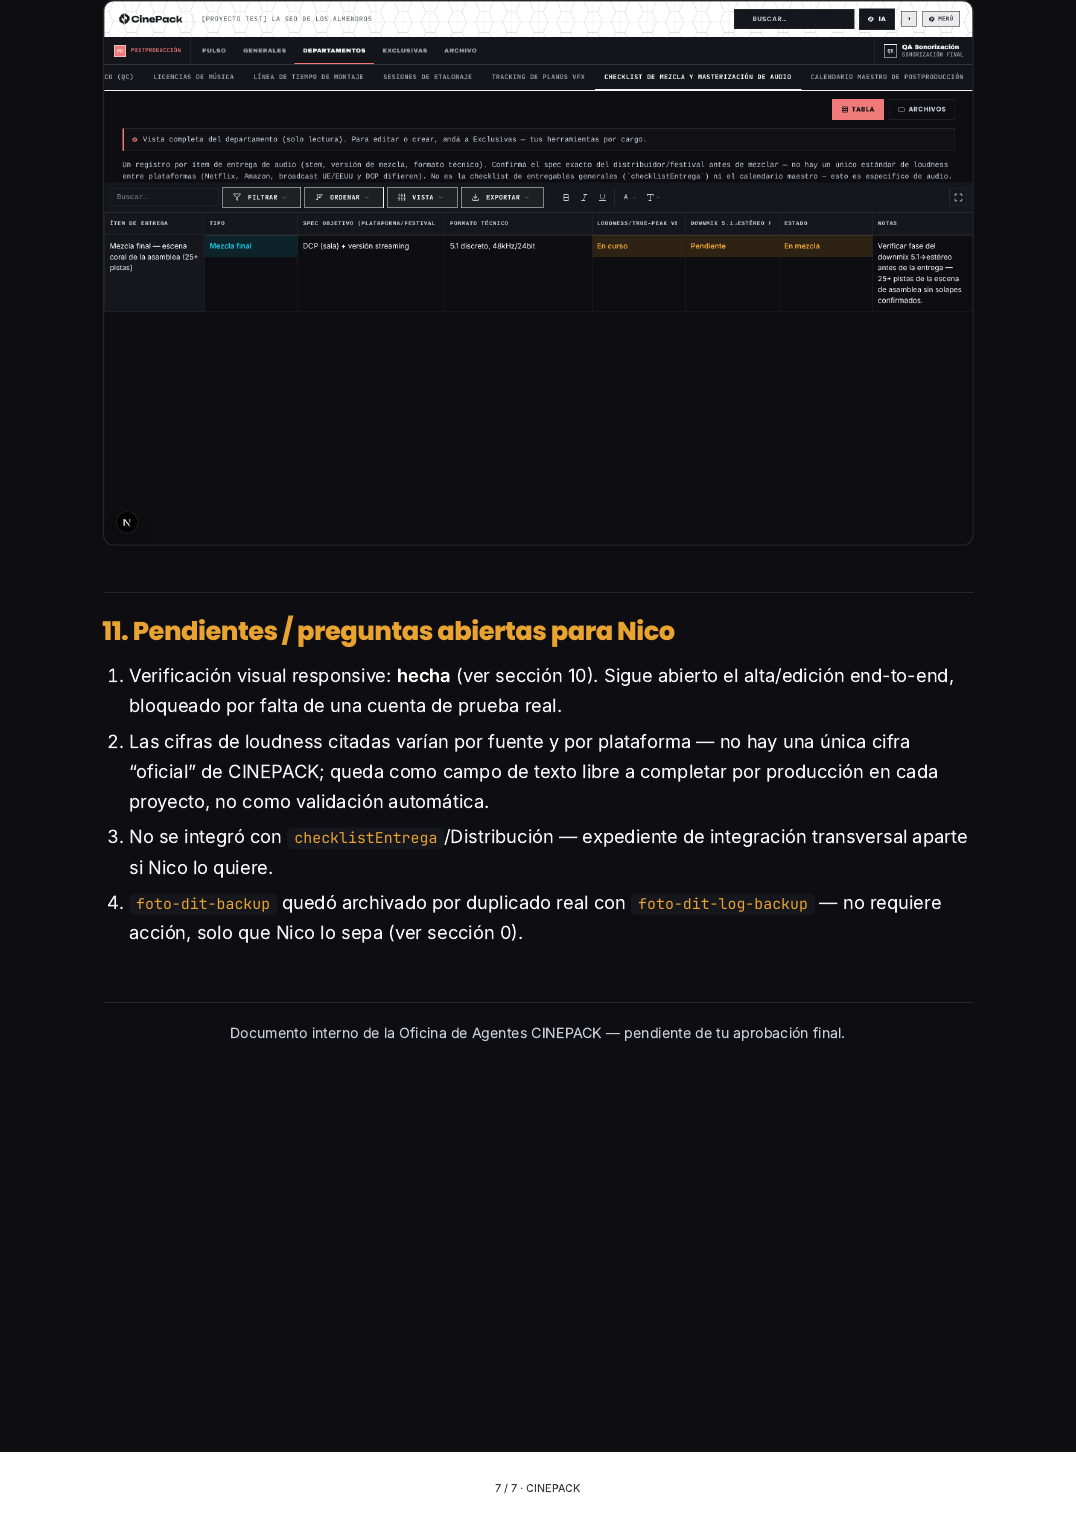 CinePack [PROYECTO TEST] LA SED DE LOS ALMENDROS BUSCAR... IA MENÚ
PO POSTPRODUCCIÓN PULSO GENERALES DEPARTAMENTOS EXCLUSIVAS ARCHIVO QS QA Sonorización
SONORIZACIÓN FINAL
CO (QC) LICENCIAS DE MÚSICA LÍNEA DE TIEMPO DE MONTAJE SESIONES DE ETALONAJE TRACKING DE PLANOS VFX CHECKLIST DE MEZCLA Y MASTERIZACIÓN DE AUDIO CALENDARIO MAESTRO DE POSTPRODUCCIÓN
TABLA ARCHIVOS
Vista completa del departamento (solo lectura). Para editar o crear, andá a Exclusivas — tus herramientas por cargo.
Un registro por ítem de entrega de audio (stem, versión de mezcla, formato técnico). Confirmá el spec exacto del distribuidor/festival antes de mezclar — no hay un único estándar de loudness
entre plataformas (Netflix, Amazon, broadcast UE/EEUU y DCP difieren). No es la checklist de entregables generales (`checklistEntrega`) ni el calendario maestro — esto es específico de audio.
Buscar... FILTRAR ORDENAR VISTA EXPORTAR B I U A T
ÍTEM DE ENTREGA TIPO SPEC OBJETIVO (PLATAFORMA/FESTIVAL FORMATO TÉCNICO LOUDNESS/TRUE-PEAK VE DOWNMIX 5.1→ESTÉREO ESTADO NOTAS
Mezcla final — escena Mezcla final DCP (sala) + versión streaming 5.1 discreto, 48kHz/24bit En curso Pendiente En mezcla Verificar fase del
coral de la asamblea (25+ downmix 5.1→estéreo
pistas) antes de la entrega —
25+ pistas de la escena
de asamblea sin solapes
confirmados.
N
11. Pendientes / preguntas abiertas para Nico
1. Verificación visual responsive: hecha (ver sección 10). Sigue abierto el alta/edición end-to-end,
bloqueado por falta de una cuenta de prueba real.
2. Las cifras de loudness citadas varían por fuente y por plataforma — no hay una única cifra
“oficial” de CINEPACK; queda como campo de texto libre a completar por producción en cada
proyecto, no como validación automática.
3. No se integró con checklistEntrega/Distribución — expediente de integración transversal aparte
si Nico lo quiere.
4. foto-dit-backup quedó archivado por duplicado real con foto-dit-log-backup — no requiere
acción, solo que Nico lo sepa (ver sección 0).
Documento interno de la Oficina de Agentes CINEPACK — pendiente de tu aprobación final.
7 / 7 · CINEPACK